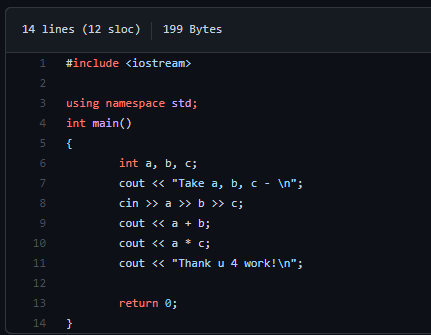 14 lines (12 sloc) 199 Bytes
1 #include <iostream>
2
3 using namespace std;
4 int main()
5 {
6 int a, b, c;
7 cout << "Take a, b, c - \n";
8 cin >> a >> b >> c;
9 cout << a + b;
10 cout << a * c;
11 cout << "Thank u 4 work!\n";
12
13 return 0;
14 }